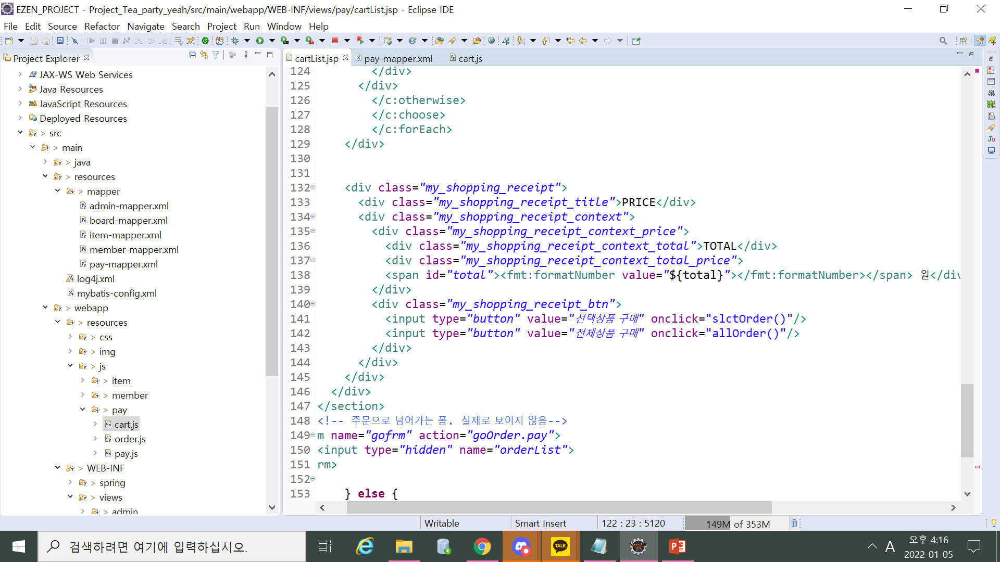 EZEN_PROJECT - Project_Tea_party_yeah/src/main/webapp/WEB-INF/views/pay/cartList.jsp - Eclipse IDE
File Edit Source Refactor Navigate Search Project Run Window Help
Project Explorer
JAX-WS Web Services
Java Resources
JavaScript Resources
Deployed Resources
> src
> main
> java
> resources
> mapper
admin-mapper.xml
board-mapper.xml
item-mapper.xml
member-mapper.xml
pay-mapper.xml
log4j.xml
mybatis-config.xml
> webapp
> resources
> css
> img
> js
> item
> member
> pay
cart.js
order.js
pay.js
> WEB-INF
> spring
> views
> admin
cartList.jsp pay-mapper.xml cart.js
124 </div>
125 </div>
126 </c:otherwise>
127 </c:choose>
128 </c:forEach>
129 </div>
130
131
132 <div class="my_shopping_receipt">
133 <div class="my_shopping_receipt_title">PRICE</div>
134 <div class="my_shopping_receipt_context">
135 <div class="my_shopping_receipt_context_price">
136 <div class="my_shopping_receipt_context_total">TOTAL</div>
137 <div class="my_shopping_receipt_context_total_price">
138 <span id="total"><fmt:formatNumber value="${total}"></fmt:formatNumber></span> 원</div
139 </div>
140 <div class="my_shopping_receipt_btn">
141 <input type="button" value="선택상품 구매" onclick="slctOrder()"/>
142 <input type="button" value="전체상품 구매" onclick="allOrder()"/>
143 </div>
144 </div>
145 </div>
146 </div>
147 </section>
148 <!-- 주문으로 넘어가는 폼. 실제로 보이지 않음-->
149 m name="gofrm" action="goOrder.pay">
150 <input type="hidden" name="orderList">
151 rm>
152
153 } else {
Writable Smart Insert 122 : 23 : 5120 149M of 353M
검색하려면 여기에 입력하십시오.
TALK
Java EE
IDE
A
오후 4:16
2022-01-05